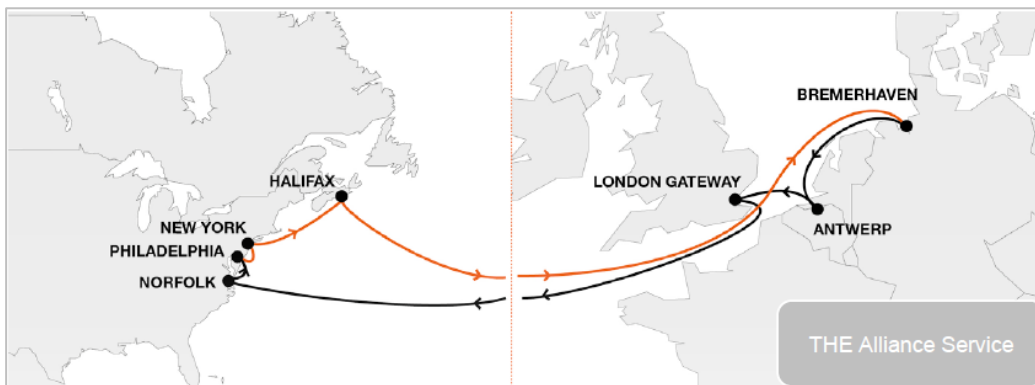 BREMERHAVEN
HALIFAX
LONDON GATEWAY
NEW YORK
ANTWERP
PHILADELPHIA
NORFOLK
THE Alliance Service